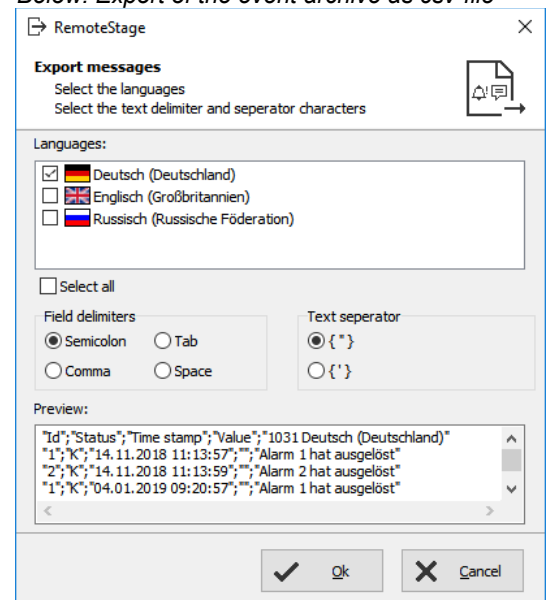 Below: Export of the event archive as csv file
RemoteStage
Export messages
Select the languages
Select the text delimiter and seperator characters
Languages:
Deutsch (Deutschland)
Englisch (Großbritannien)
Russisch (Russische Föderation)
Select all
Field delimiters
Semicolon Tab
Comma Space
Text seperator
{"}
{'}
Preview:
"Id";"Status";"Time stamp";"Value";"1031 Deutsch (Deutschland)"
"1";"K";"14.11.2018 11:13:57";"";"Alarm 1 hat ausgelöst"
"2";"K";"14.11.2018 11:13:59";"";"Alarm 2 hat ausgelöst"
"1";"K";"04.01.2019 09:20:57";"";"Alarm 1 hat ausgelöst"
Ok Cancel